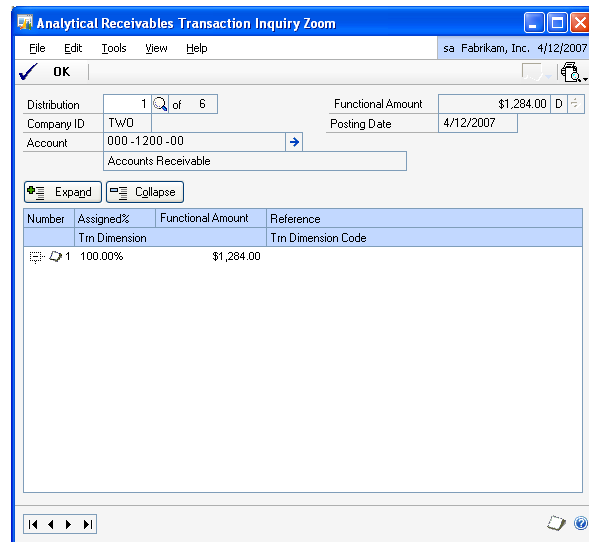 Analytical Receivables Transaction Inquiry Zoom
File Edit Tools View Help sa Fabrikam, Inc. 4/12/2007
OK
Distribution 1 of 6 Functional Amount $1,284.00 D
Company ID TWO Posting Date 4/12/2007
Account 000 -1200 -00
Accounts Receivable
Expand Collapse
Number Assigned% Functional Amount Reference
Trn Dimension Trn Dimension Code
1 100.00% $1,284.00